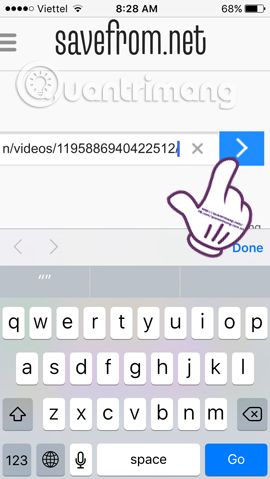 Viettel 8:28 AM 68%
savefrom.net
Quantrimang
n/videos/1195886940422512/
Done
""
q w e r t y u i o p
a s d f g h j k l
z x c v b n m
123 space Go